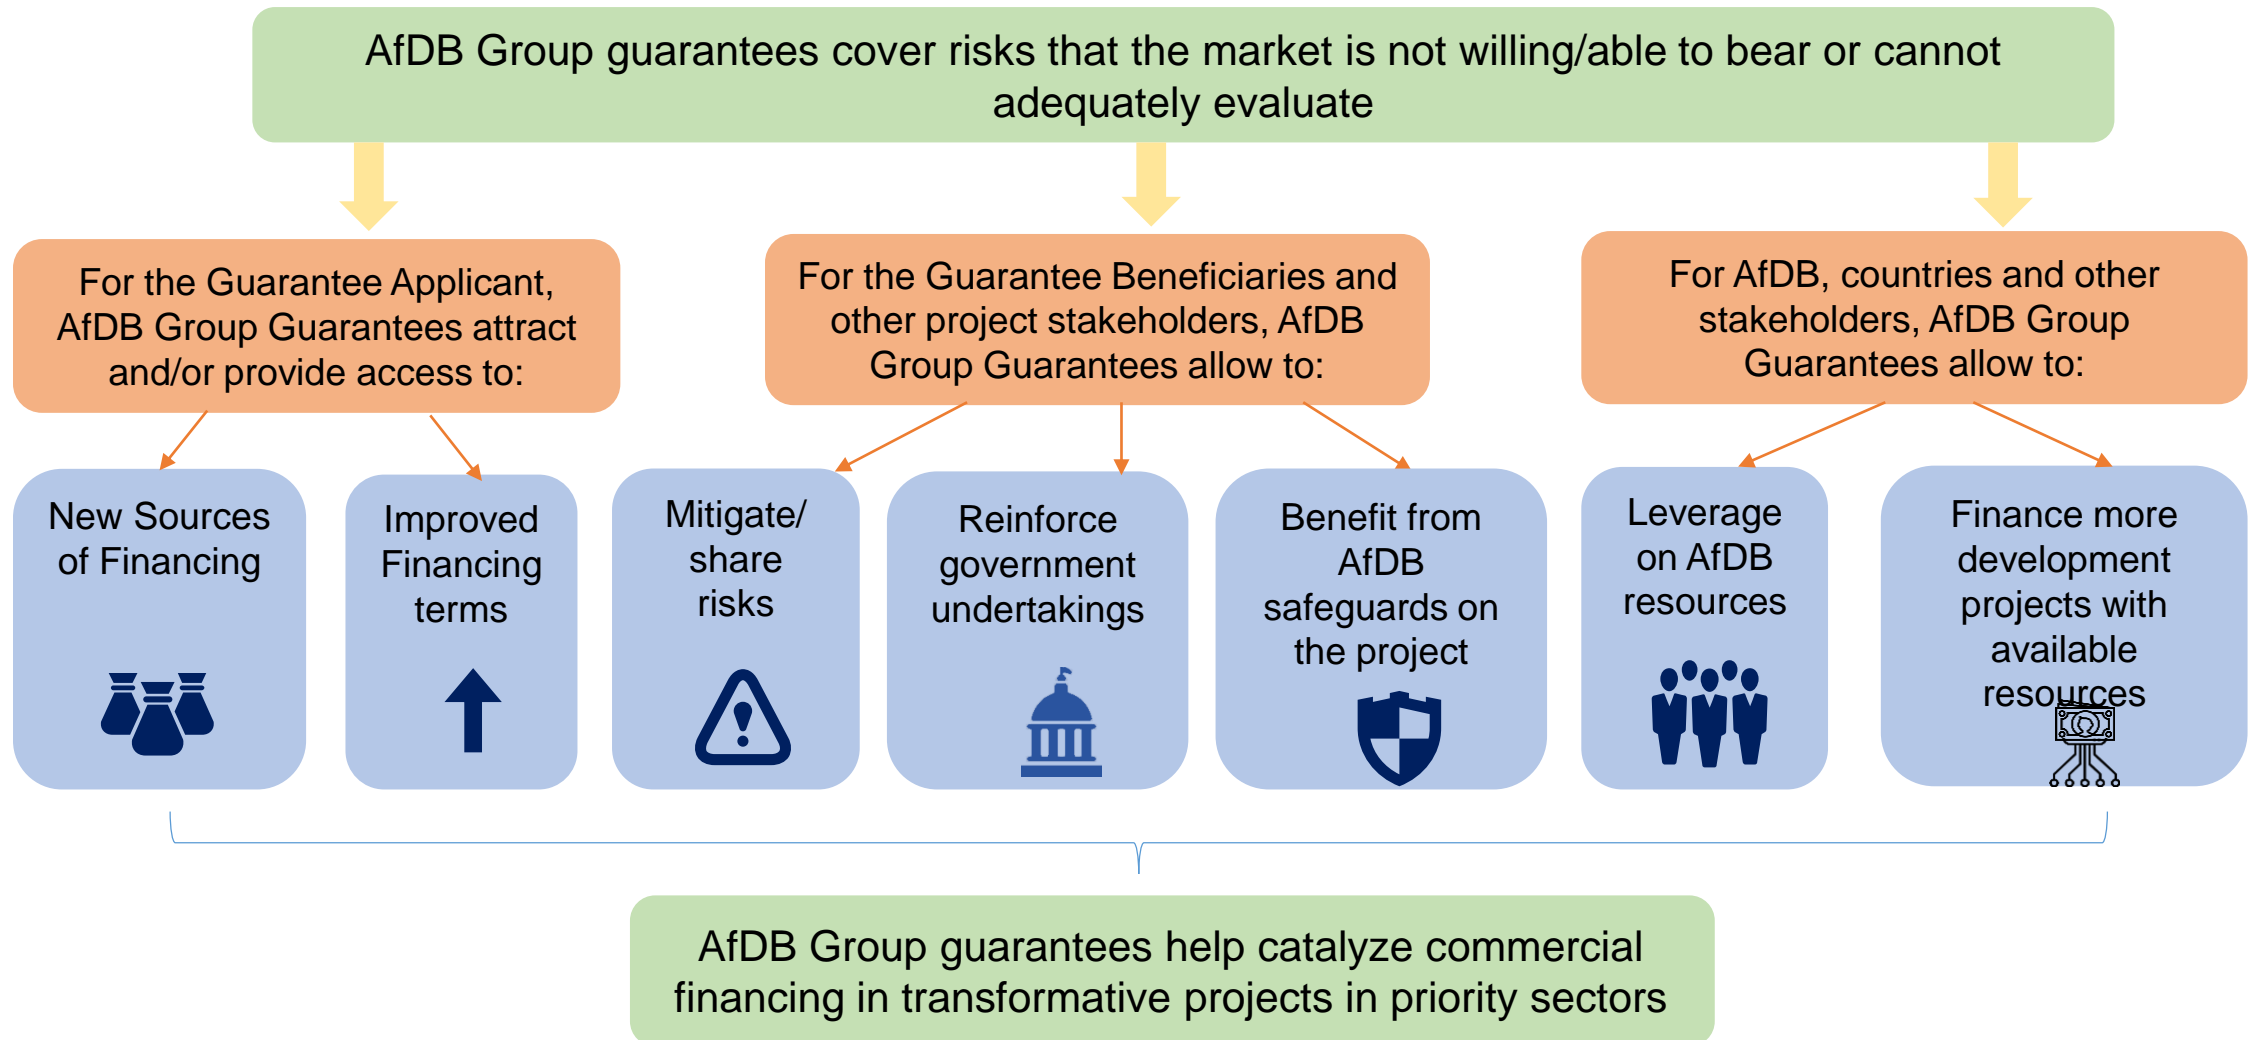 AfDB Group guarantees cover risks that the market is not willing/able to bear or cannot
adequately evaluate
For the Guarantee Applicant,
AfDB Group Guarantees attract
and/or provide access to:
For the Guarantee Beneficiaries and
other project stakeholders, AfDB
Group Guarantees allow to:
For AfDB, countries and other
stakeholders, AfDB Group
Guarantees allow to:
New Sources
of Financing
Improved
Financing
terms
Mitigate/
share
risks
Reinforce
government
undertakings
Benefit from
AfDB
safeguards on
the project
Leverage
on AfDB
resources
Finance more
development
projects with
available
resources
AfDB Group guarantees help catalyze commercial
financing in transformative projects in priority sectors